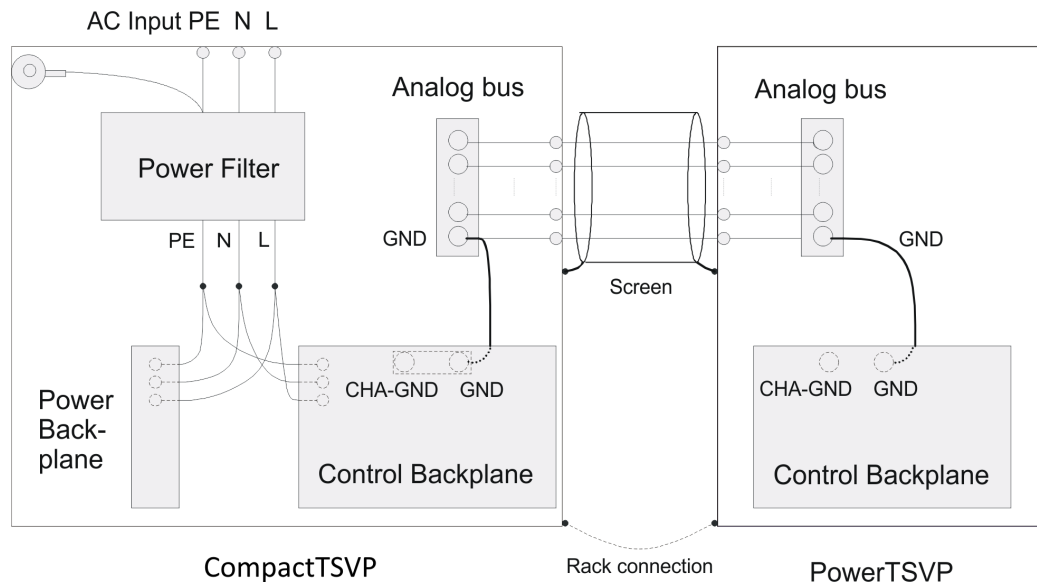 AC Input PE N L
Analog bus
Analog bus
Power Filter
PE N L
GND
GND
Screen
CHA-GND GND
CHA-GND GND
Power
Back-
plane
Control Backplane
Control Backplane
Rack connection
CompactTSVP
PowerTSVP